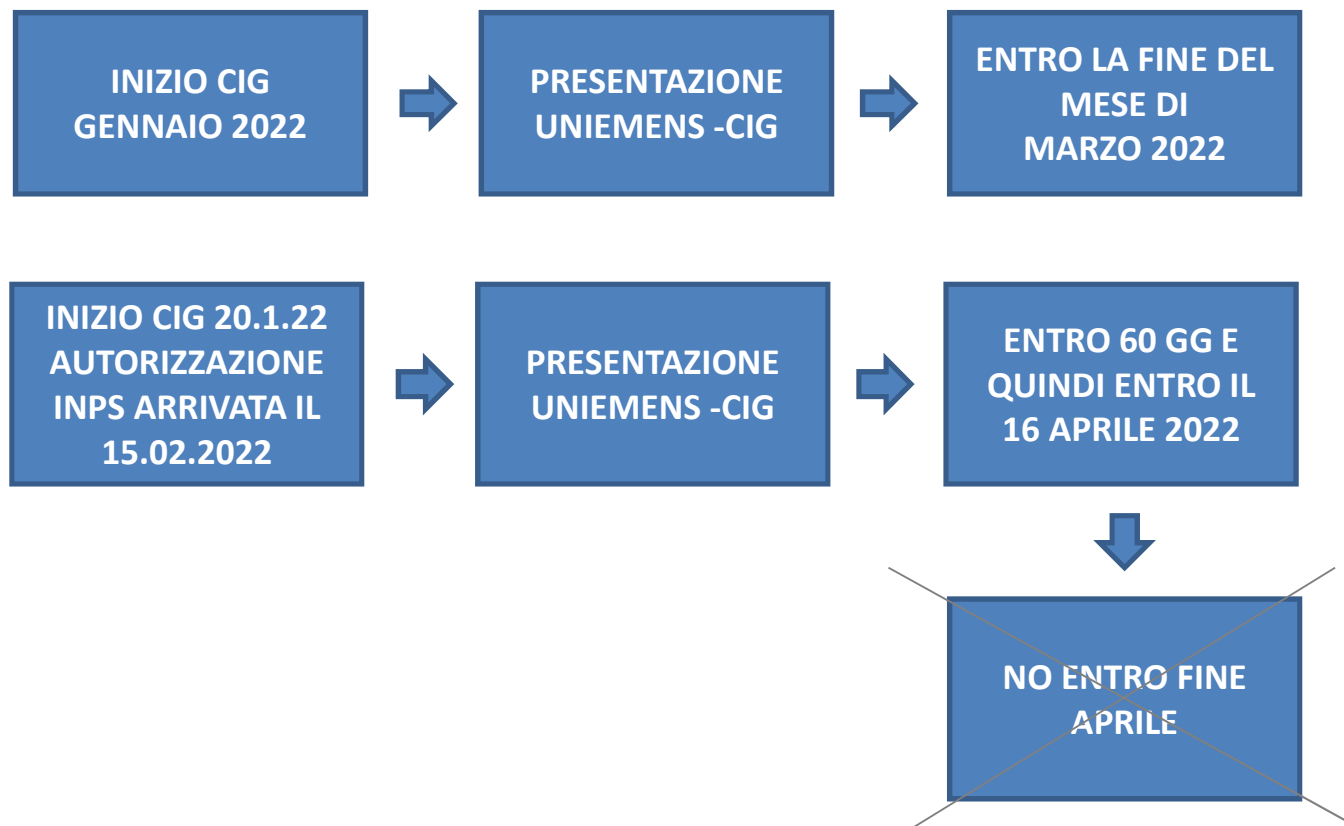 INIZIO CIG
GENNAIO 2022
PRESENTAZIONE
UNIEMENS -CIG
ENTRO LA FINE DEL
MESE DI
MARZO 2022
INIZIO CIG 20.1.22
AUTORIZZAZIONE
INPS ARRIVATA IL
15.02.2022
PRESENTAZIONE
UNIEMENS -CIG
ENTRO 60 GG E
QUINDI ENTRO IL
16 APRILE 2022
NO ENTRO FINE
APRILE